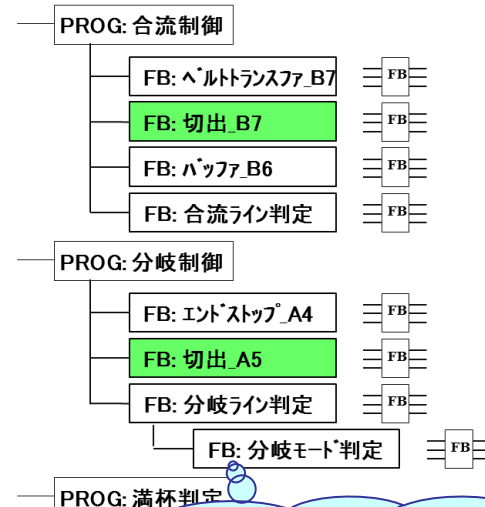 PROG: 合流制御
FB: ﾍﾞﾙﾄﾄﾗﾝｽﾌｧ_B7 FB
FB: 切出_B7 FB
FB: ﾊﾞｯﾌｧ_B6 FB
FB: 合流ライン判定 FB
PROG: 分岐制御
FB: ｴﾝﾄﾞｽﾄｯﾌﾟ_A4 FB
FB: 切出_A5 FB
FB: 分岐ライン判定 FB
FB: 分岐ﾓｰﾄﾞ判定 FB
PROG: 満杯判定